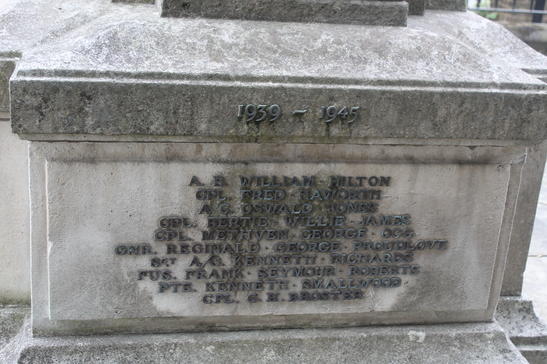 1939 - 1945
A.B. WILLIAM HILTON
CPL. FRED HAWORTH
OSWALD JONES
CPL. BERTIE WILLIE JAMES
CPL. METHVEN GEORGE
GNR. REGINALD GEORGE
SGT A/G. KENNETH RICHARDS
FUS. FRANK SEYMOUR ROBERTS
PTE. KENNETH SMALLWOOD
CPL. G. H. BROSTER